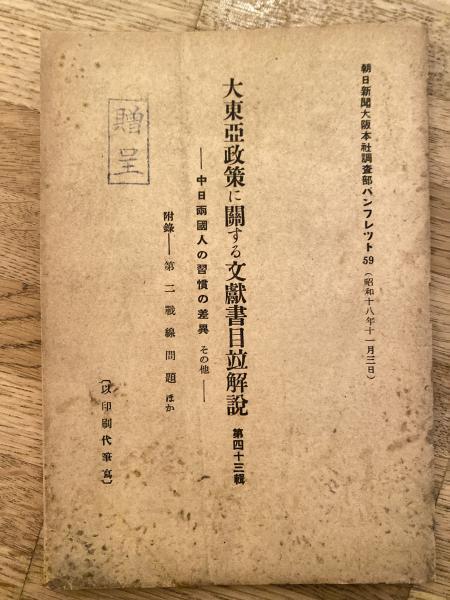 朝日新聞大阪本社調査部パンフレット59(昭和十八年十一月三日)
大東亞政策に關する文獻書目竝解說 第四十三輯
——中日兩國人の習慣の差異 その他——
附錄——第二戰線問題 ほか
〔以印刷代筆寫〕
贈呈